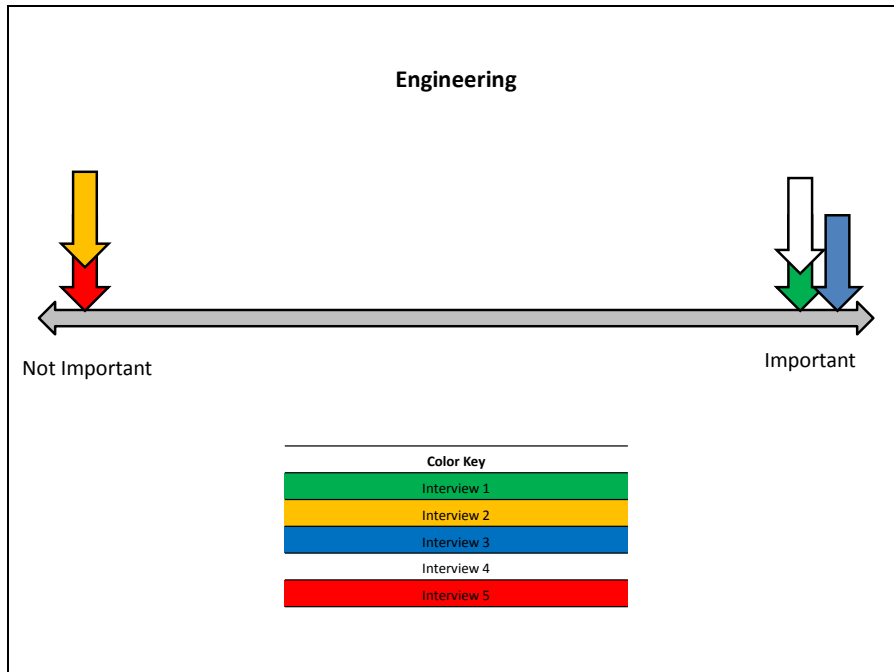 Engineering
Not Important
Important
Color Key
Interview 1
Interview 2
Interview 3
Interview 4
Interview 5